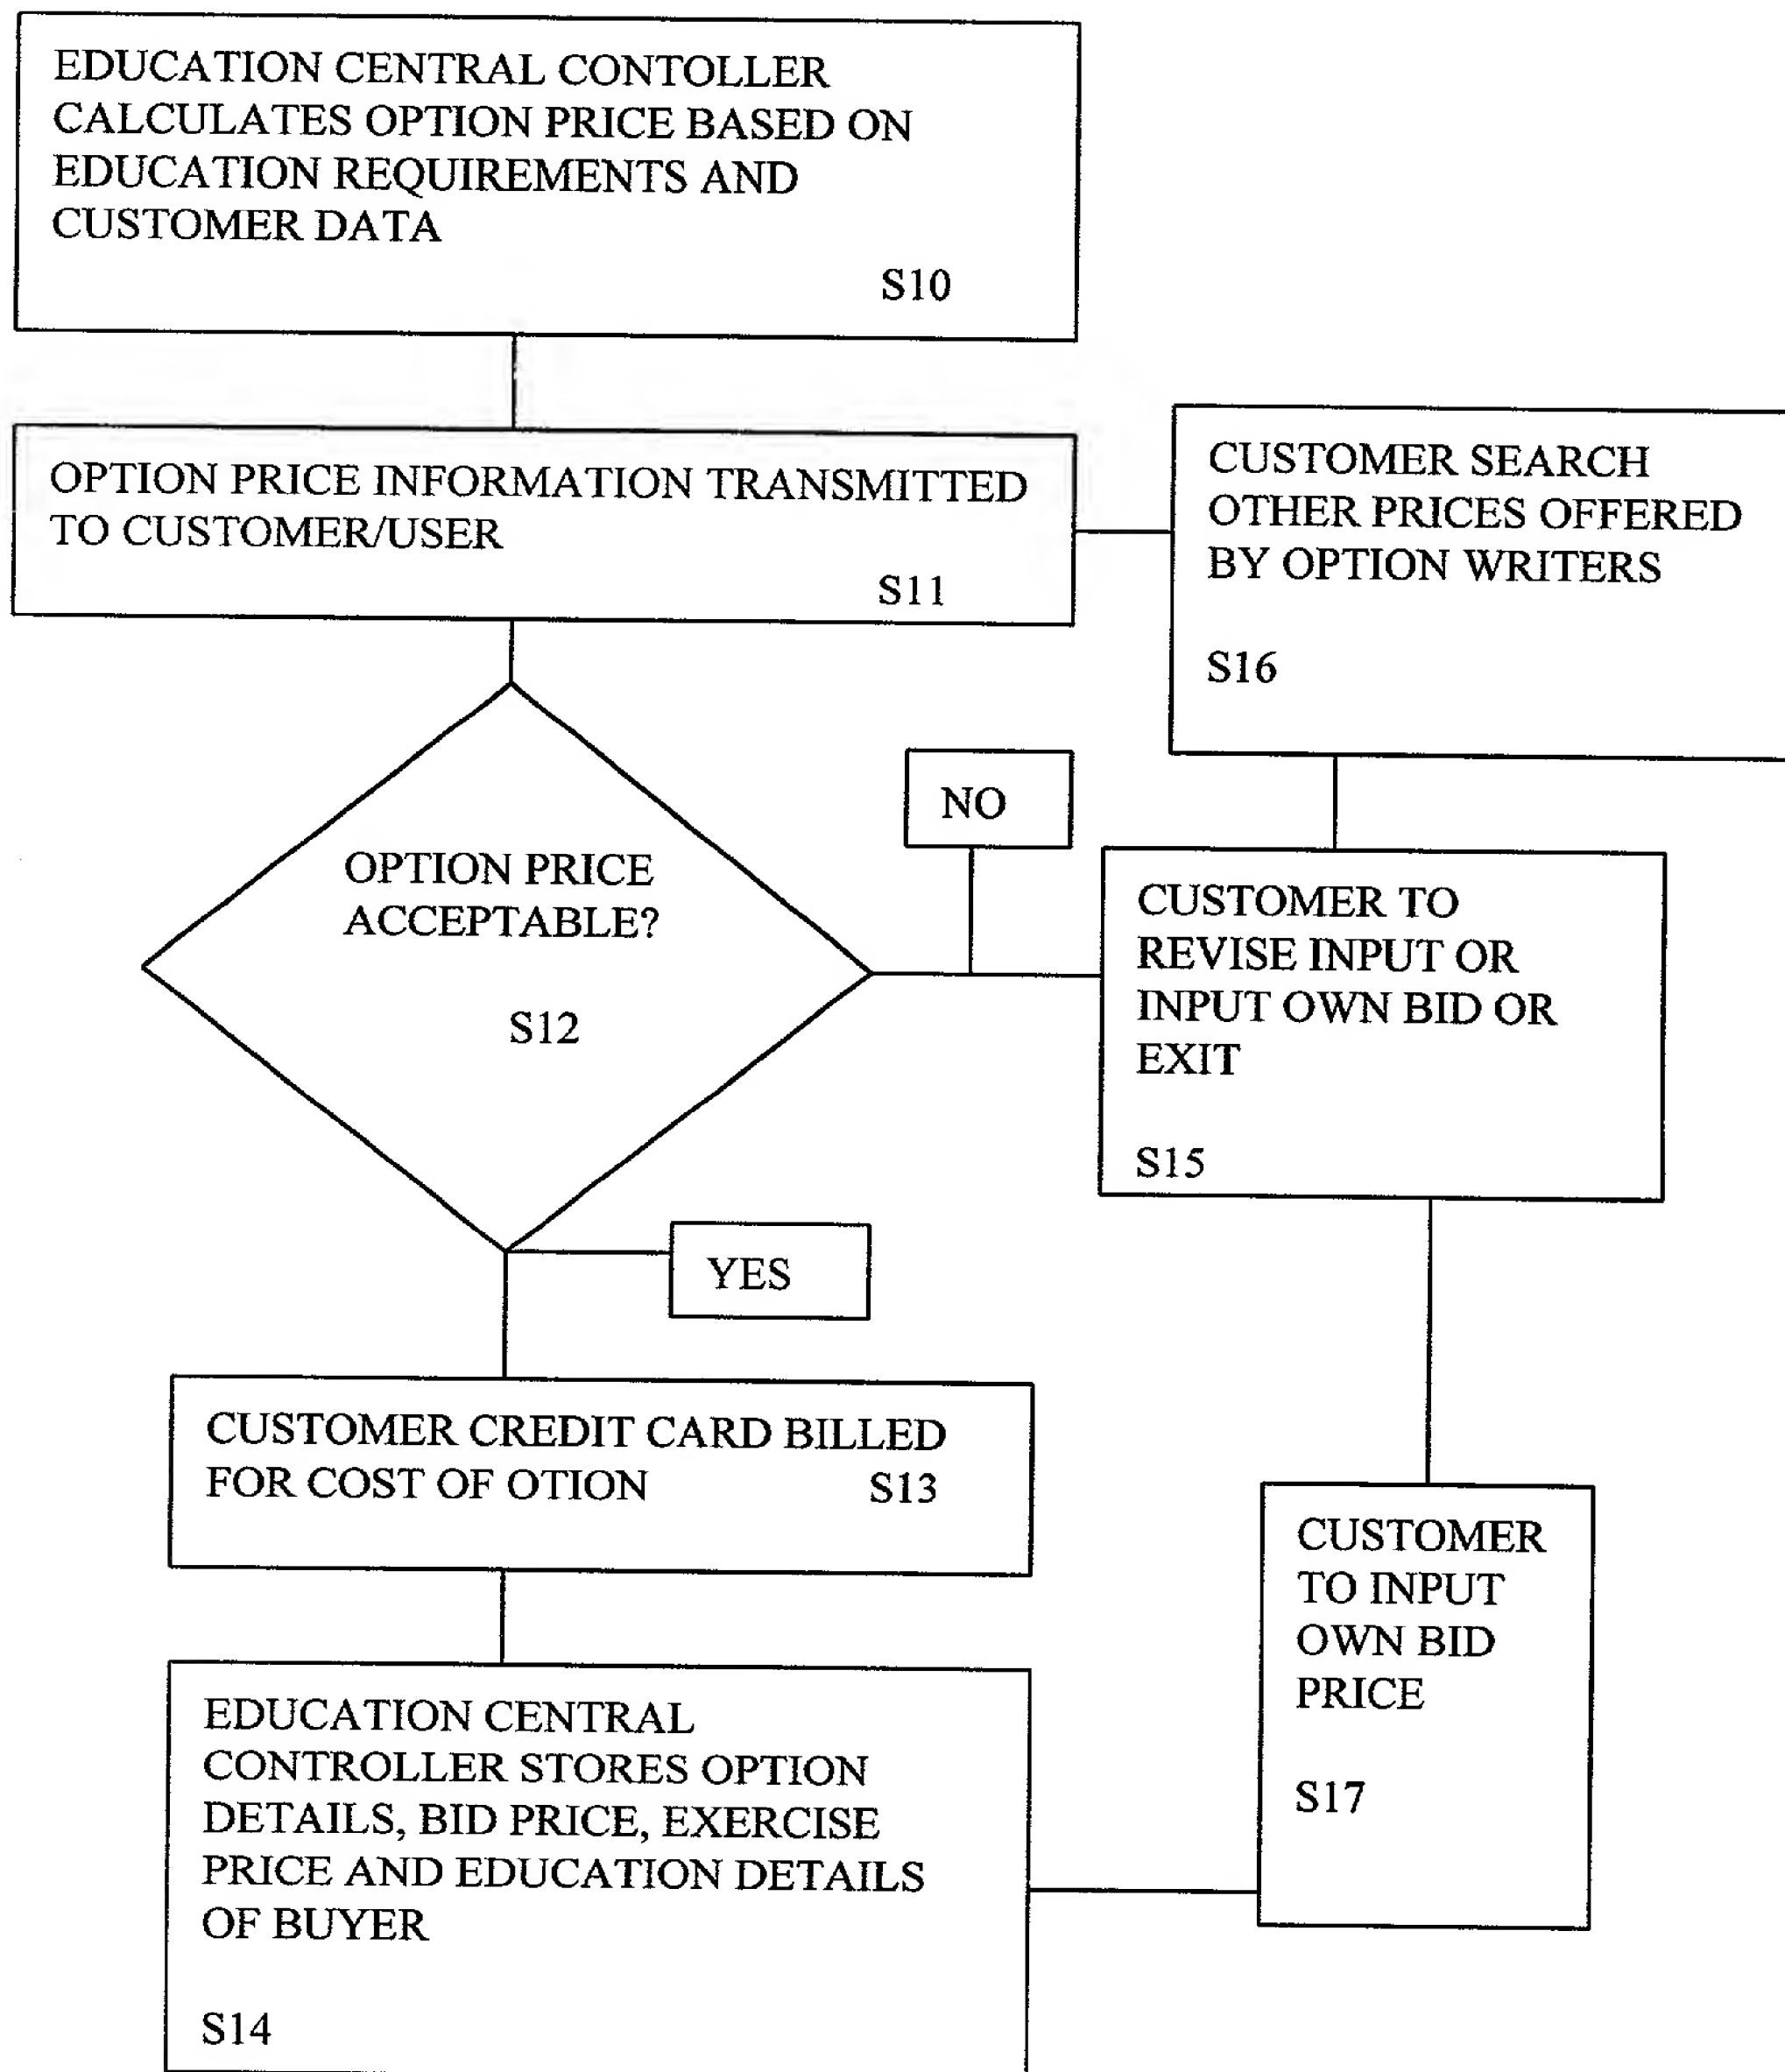 EDUCATION CENTRAL CONTOLLER
CALCULATES OPTION PRICE BASED ON
EDUCATION REQUIREMENTS AND
CUSTOMER DATA
S10
OPTION PRICE INFORMATION TRANSMITTED
TO CUSTOMER/USER
S11
CUSTOMER SEARCH
OTHER PRICES OFFERED
BY OPTION WRITERS
S16
OPTION PRICE
ACCEPTABLE?
S12
NO
CUSTOMER TO
REVISE INPUT OR
INPUT OWN BID OR
EXIT
S15
YES
CUSTOMER CREDIT CARD BILLED
FOR COST OF OTION S13
EDUCATION CENTRAL
CONTROLLER STORES OPTION
DETAILS, BID PRICE, EXERCISE
PRICE AND EDUCATION DETAILS
OF BUYER
S14
CUSTOMER
TO INPUT
OWN BID
PRICE
S17